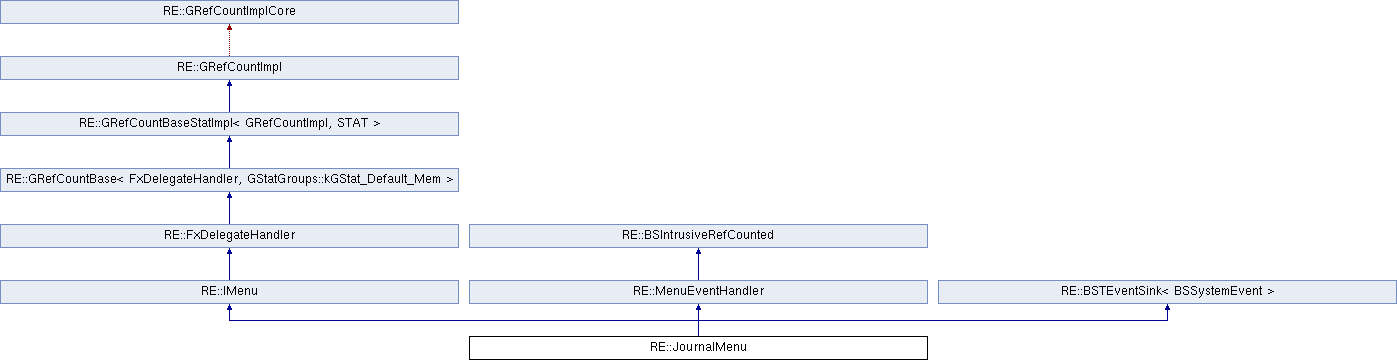 RE::GRefCountImplCore
RE::GRefCountImpl
RE::GRefCountBaseStatImpl< GRefCountImpl, STAT >
RE::GRefCountBase< FxDelegateHandler, GStatGroups::kGStat_Default_Mem >
RE::FxDelegateHandler
RE::BSIntrusiveRefCounted
RE::IMenu
RE::MenuEventHandler
RE::BSTEventSink< BSSystemEvent >
RE::JournalMenu